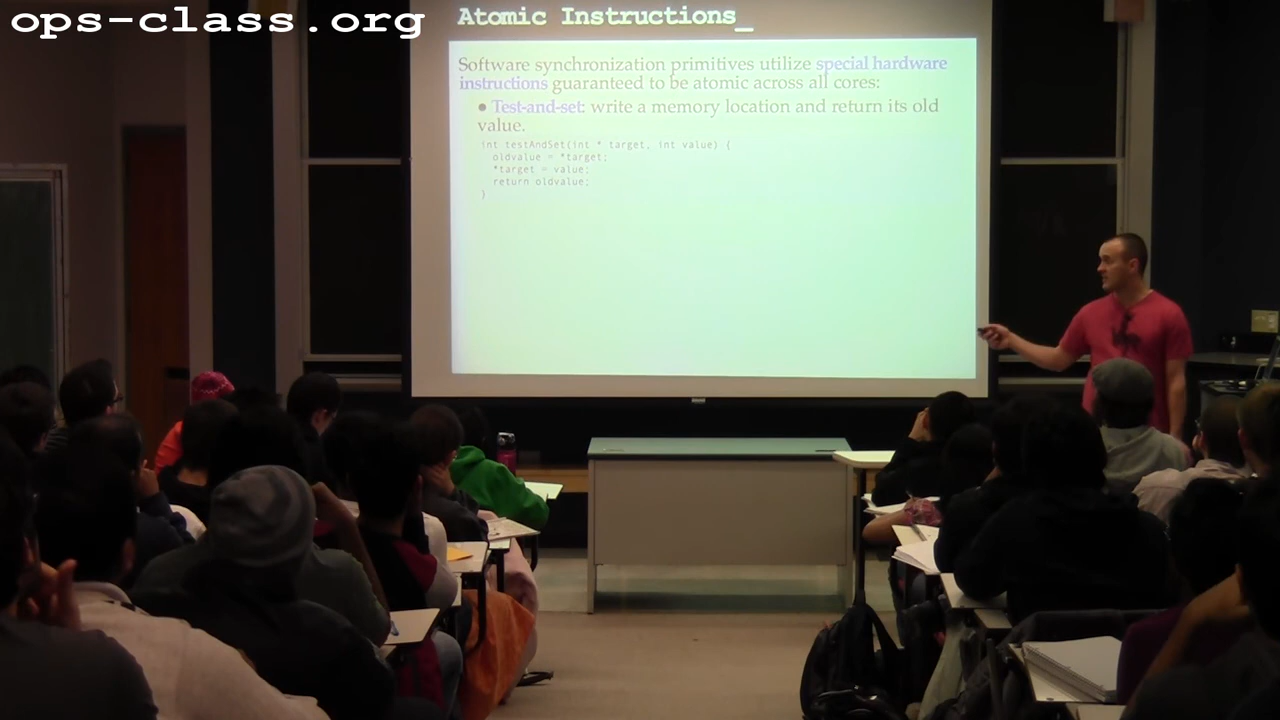 ops-class.org
Atomic Instructions_
Software synchronization primitives utilize special hardware
instructions guaranteed to be atomic across all cores:
● Test-and-set: write a memory location and return its old
value.
int testAndSet(int * target, int value) {
oldvalue = *target;
*target = value;
return oldvalue;
}